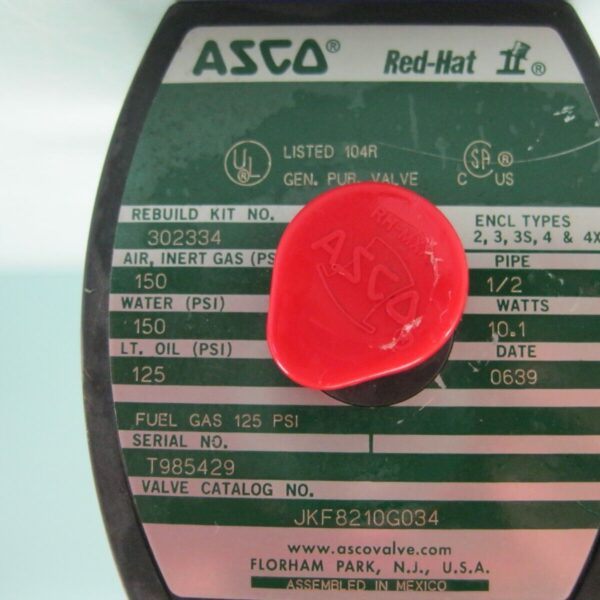 ASCO® Red-Hat II®
UL LISTED 104R
GEN. PUR. VALVE
SA ®
C US
REBUILD KIT NO.
302334
ENCL TYPES
2, 3, 3S, 4 & 4X
AIR, INERT GAS (PS
150
PIPE
1/2
WATER (PSI)
150
WATTS
10.1
LT. OIL (PSI)
125
DATE
0639
ASCO
FUEL GAS 125 PSI
SERIAL NO.
T985429
VALVE CATALOG NO.
JKF8210G034
www.ascovalve.com
FLORHAM PARK, N.J., U.S.A.
ASSEMBLED IN MEXICO